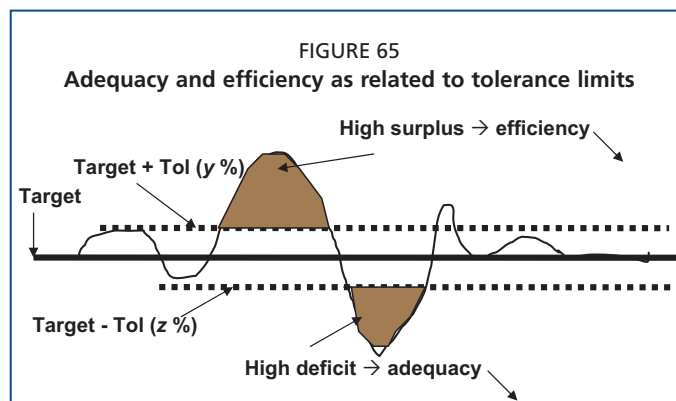 FIGURE 65
Adequacy and efficiency as related to tolerance limits
High surplus → efficiency
Target + Tol (y %)
Target
Target - Tol (z %)
High deficit → adequacy